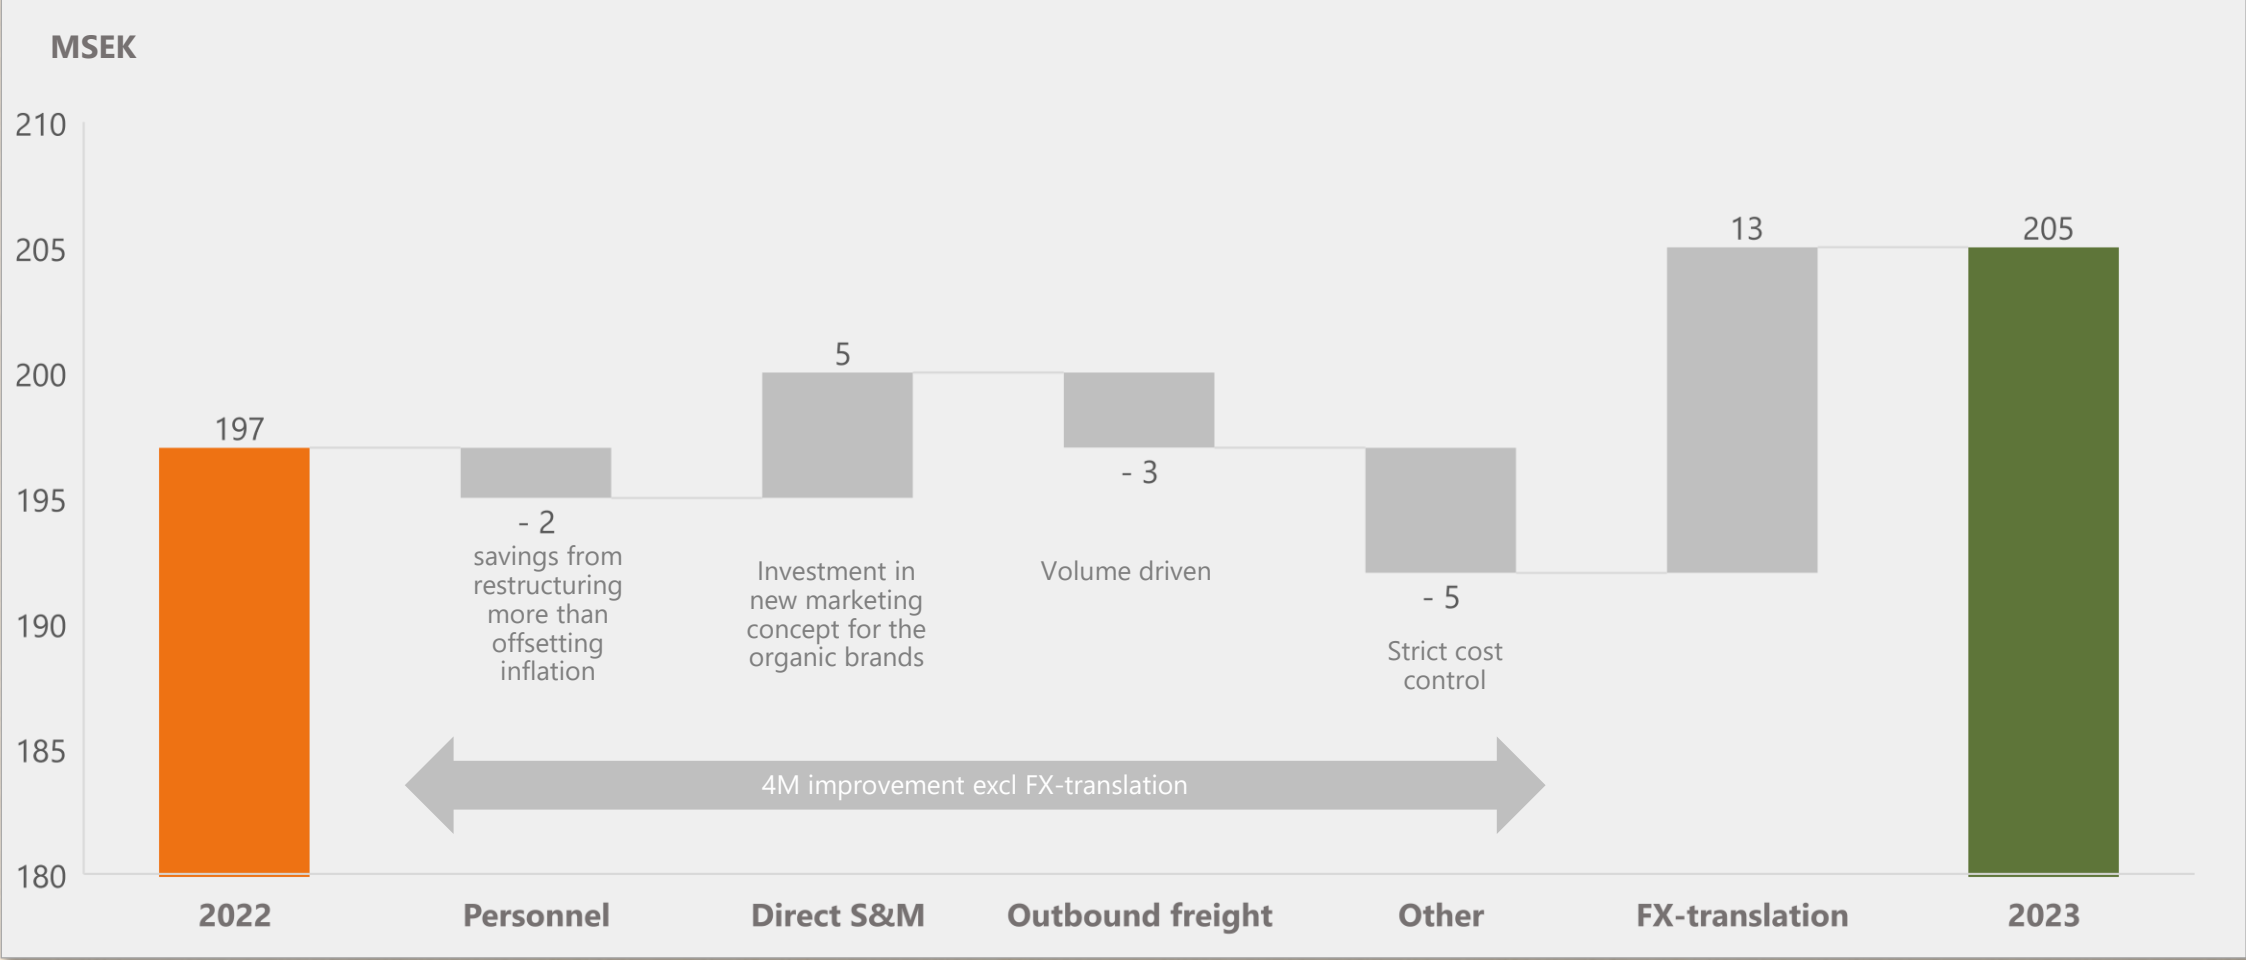 MSEK
210
205
200
195
190
185
180
197
- 2
savings from
restructuring
more than
offsetting
inflation
5
Investment in
new marketing
concept for the
organic brands
- 3
Volume driven
- 5
Strict cost
control
13
205
4M improvement excl FX-translation
2022
Personnel
Direct S&M
Outbound freight
Other
FX-translation
2023